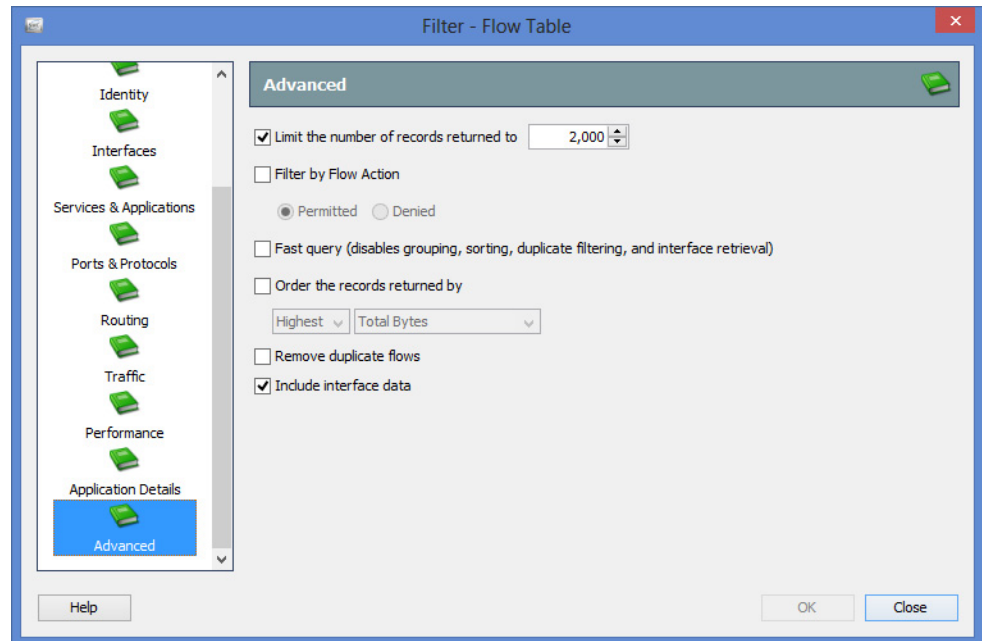 Filter - Flow Table
Identity
Interfaces
Services & Applications
Ports & Protocols
Routing
Traffic
Performance
Application Details
Advanced
Advanced
Limit the number of records returned to 2,000
Filter by Flow Action
Permitted Denied
Fast query (disables grouping, sorting, duplicate filtering, and interface retrieval)
Order the records returned by
Highest Total Bytes
Remove duplicate flows
Include interface data
Help OK Close